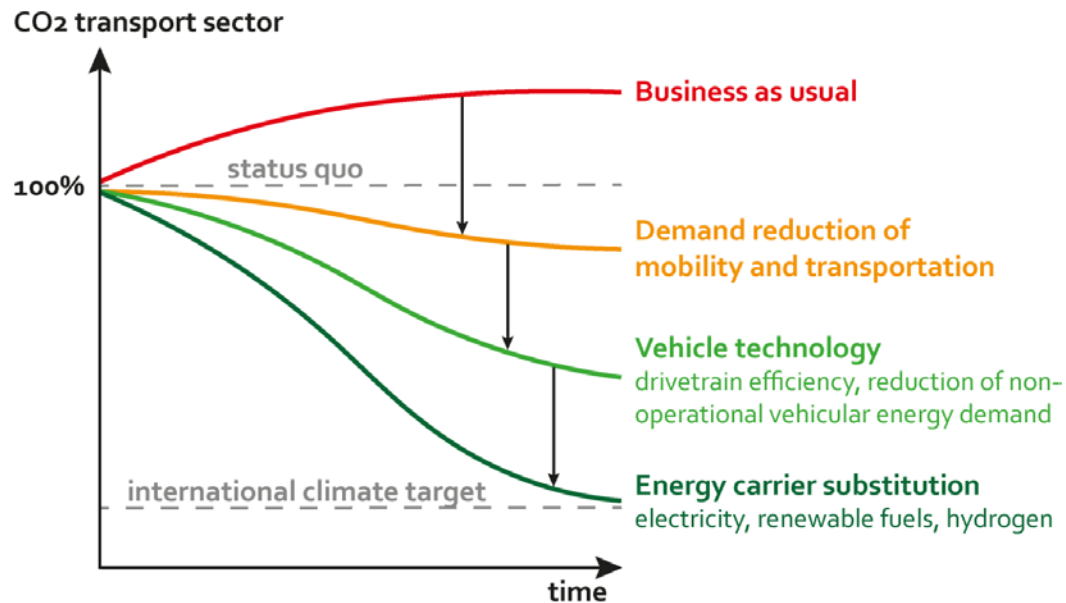 CO2 transport sector
Business as usual
status quo
100%
Demand reduction of
mobility and transportation
Vehicle technology
drivetrain efficiency, reduction of non-
operational vehicular energy demand
Energy carrier substitution
international climate target
electricity, renewable fuels, hydrogen
time